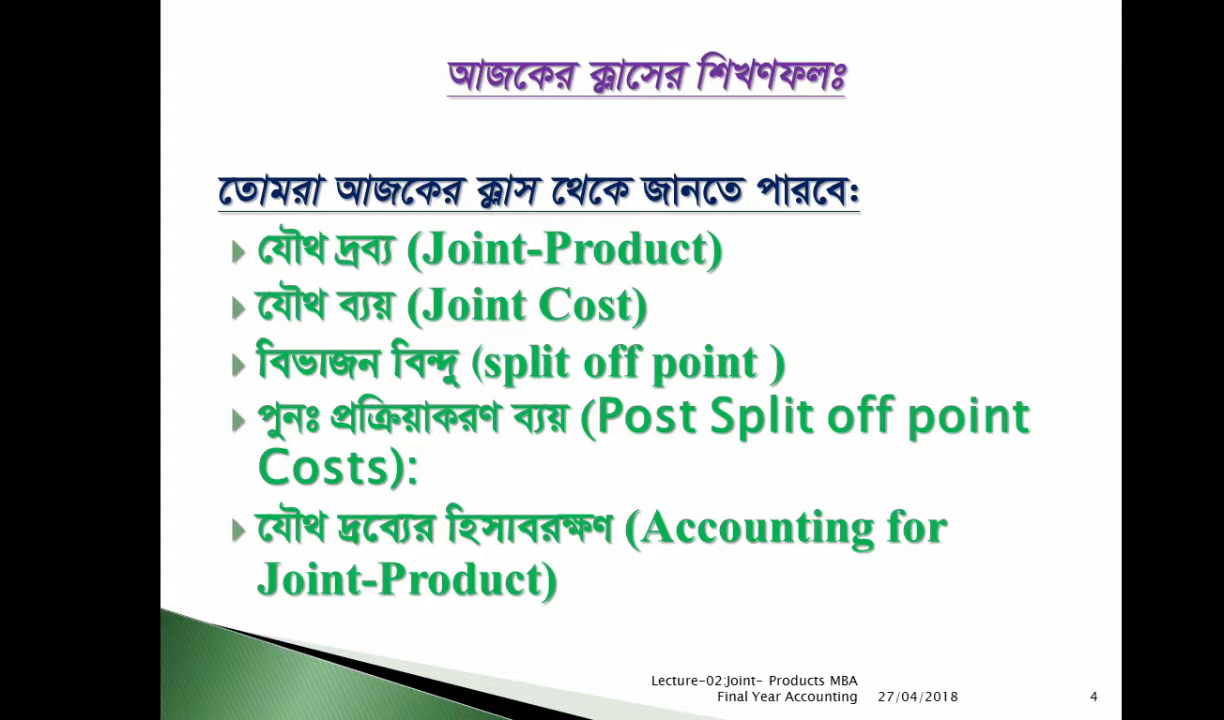 আজকের ক্লাসের শিখণফলঃ
তোমরা আজকের ক্লাস থেকে জানতে পারবে:
যৌথ দ্রব্য (Joint-Product)
যৌথ ব্যয় (Joint Cost)
বিভাজন বিন্দু (split off point )
পুনঃ প্রক্রিয়াকরণ ব্যয় (Post Split off point
Costs):
যৌথ দ্রব্যের হিসাবরক্ষণ (Accounting for
Joint-Product)
Lecture-02:Joint- Products MBA
Final Year Accounting 27/04/2018 4